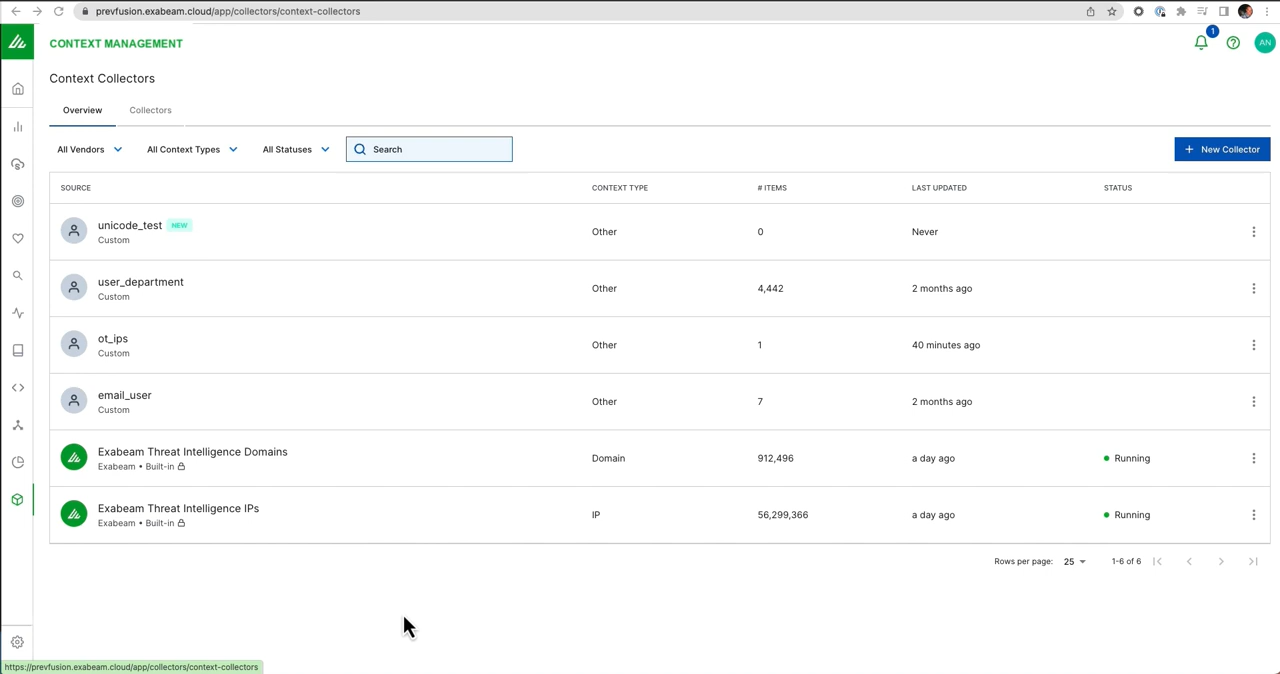 prevfusion.exabeam.cloud/app/collectors/context-collectors
CONTEXT MANAGEMENT
1
AN
Context Collectors
Overview Collectors
All Vendors All Context Types All Statuses Search + New Collector
SOURCE CONTEXT TYPE # ITEMS LAST UPDATED STATUS
unicode_test NEW
Custom
Other 0 Never
user_department
Custom
Other 4,442 2 months ago
ot_ips
Custom
Other 1 40 minutes ago
email_user
Custom
Other 7 2 months ago
Exabeam Threat Intelligence Domains
Exabeam • Built-in
Domain 912,496 a day ago Running
Exabeam Threat Intelligence IPs
Exabeam • Built-in
IP 56,299,366 a day ago Running
Rows per page: 25 1-6 of 6
https://prevfusion.exabeam.cloud/app/collectors/context-collectors